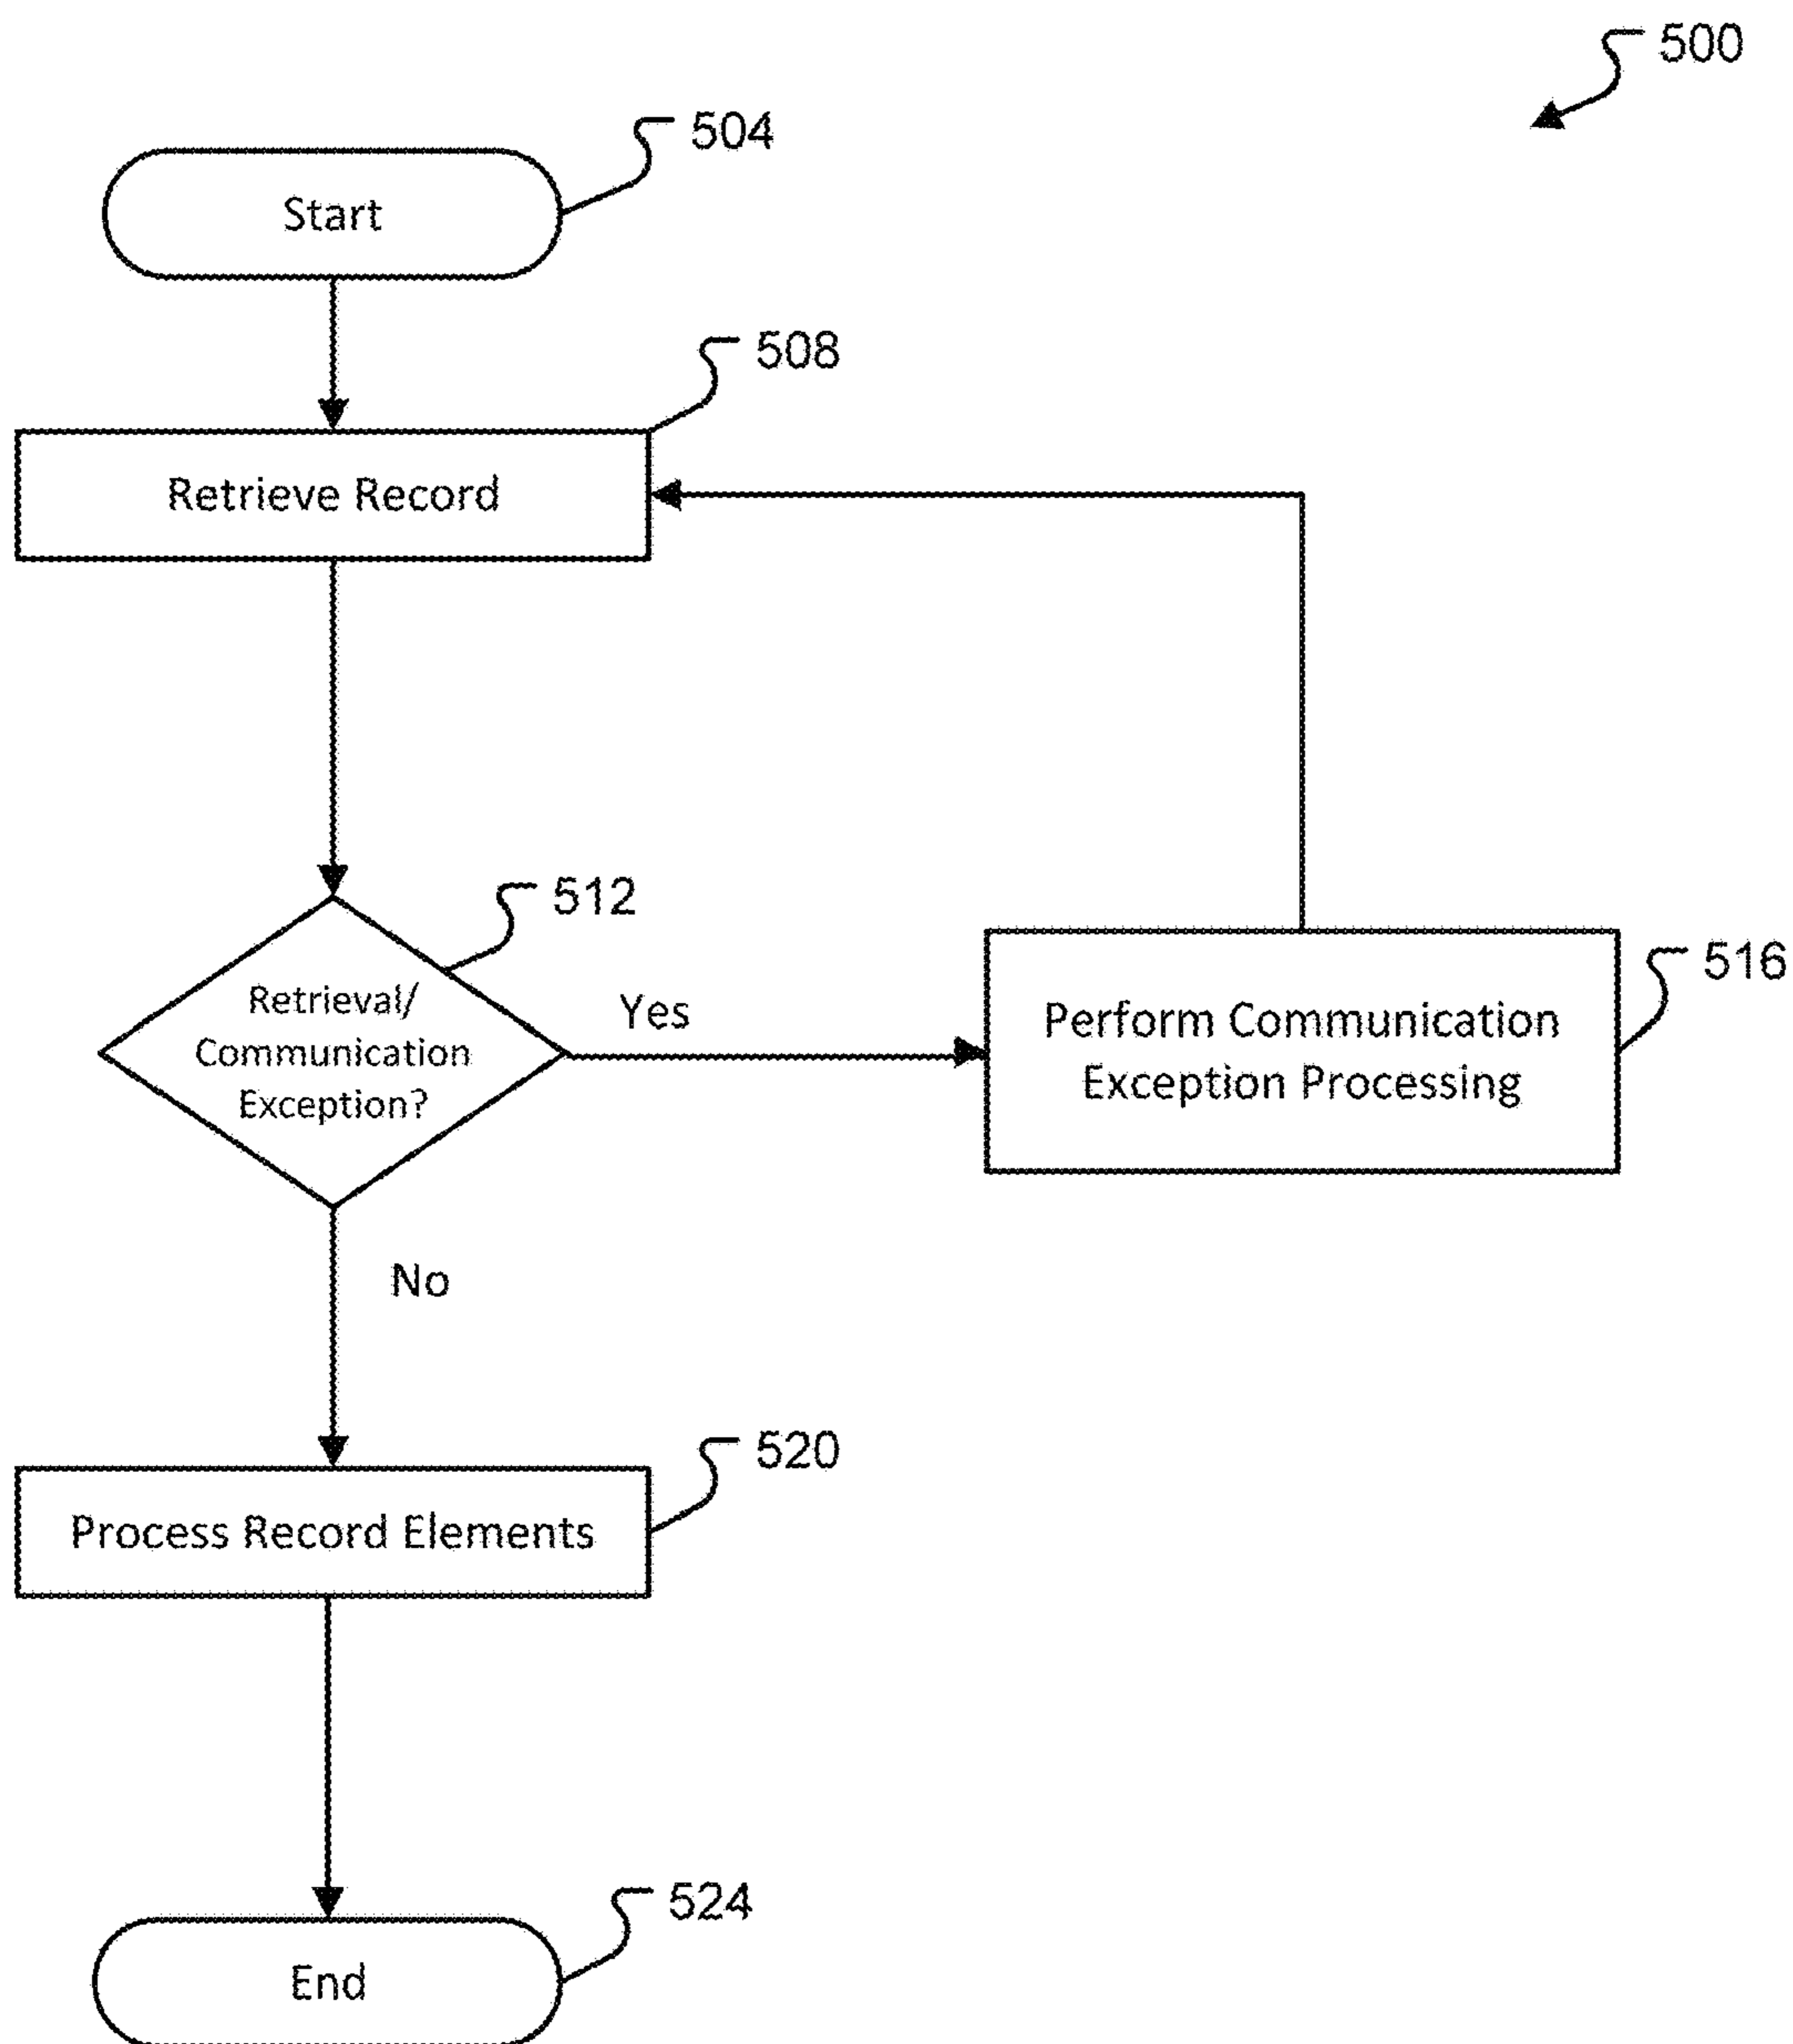 500
504
Start
508
Retrieve Record
512
Retrieval/
Communication
Exception?
Yes
516
Perform Communication
Exception Processing
No
520
Process Record Elements
524
End